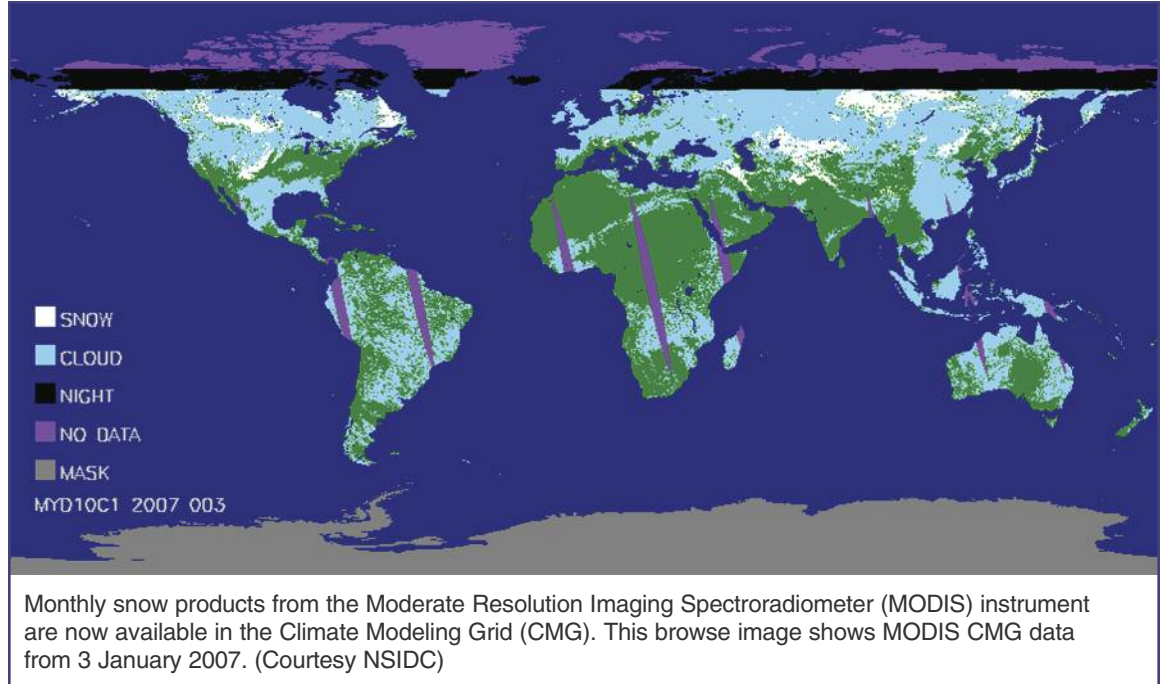 SNOW
CLOUD
NIGHT
NO DATA
MASK
MYD10C1 2007 003
Monthly snow products from the Moderate Resolution Imaging Spectroradiometer (MODIS) instrument
are now available in the Climate Modeling Grid (CMG). This browse image shows MODIS CMG data
from 3 January 2007. (Courtesy NSIDC)